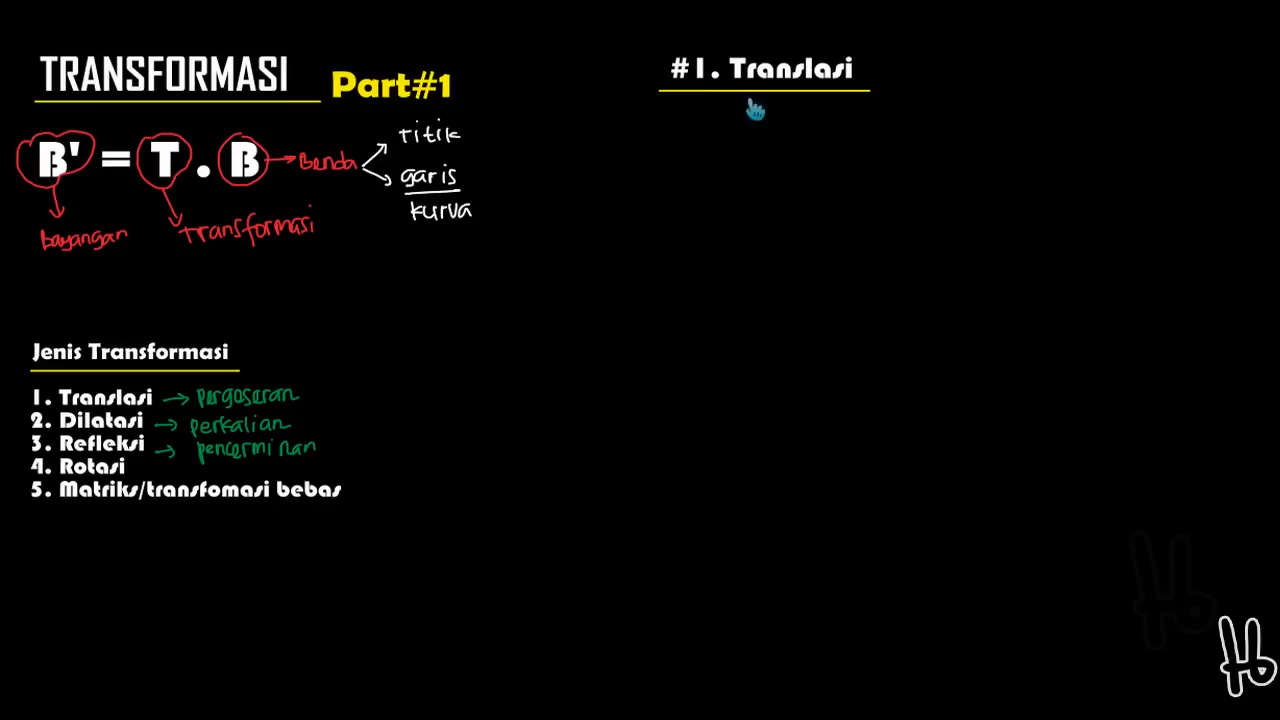 TRANSFORMASI Part#1
B' = T . B → Benda
Titik
garis
kurva
Bayangan
Transformasi
Jenis Transformasi
1. Translasi → pergoseran
2. Dilatasi → perkalian
3. Refleksi → pencerminan
4. Rotasi
5. Matriks/transfomasi bebas
#1. Translasi